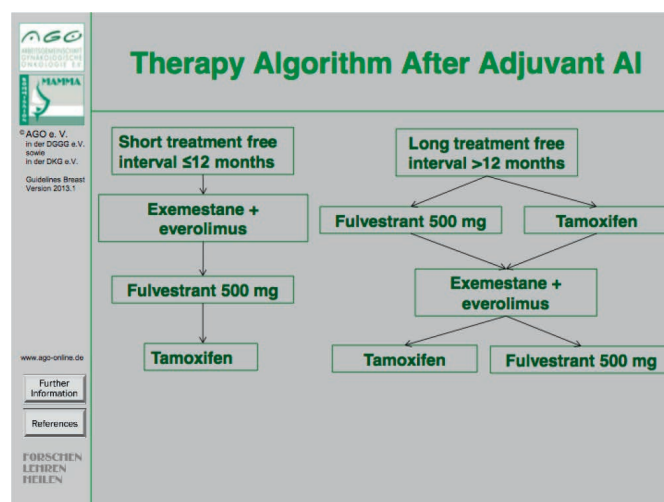 AGO
ARBEITSGEMEINSCHAFT
GYNÄKOLOGISCHE
ONKOLOGIE E.V.
MAMMA
KOMMISSION
© AGO e. V.
in der DGGG e.V.
sowie
in der DKG e.V.
Guidelines Breast
Version 2013.1
www.ago-online.de
Further
Information
References
FORSCHEN
LEHREN
HEILEN
Therapy Algorithm After Adjuvant AI
Short treatment free
interval ≤12 months
Exemestane +
everolimus
Fulvestrant 500 mg
Tamoxifen
Long treatment free
interval >12 months
Fulvestrant 500 mg
Tamoxifen
Exemestane +
everolimus
Tamoxifen
Fulvestrant 500 mg